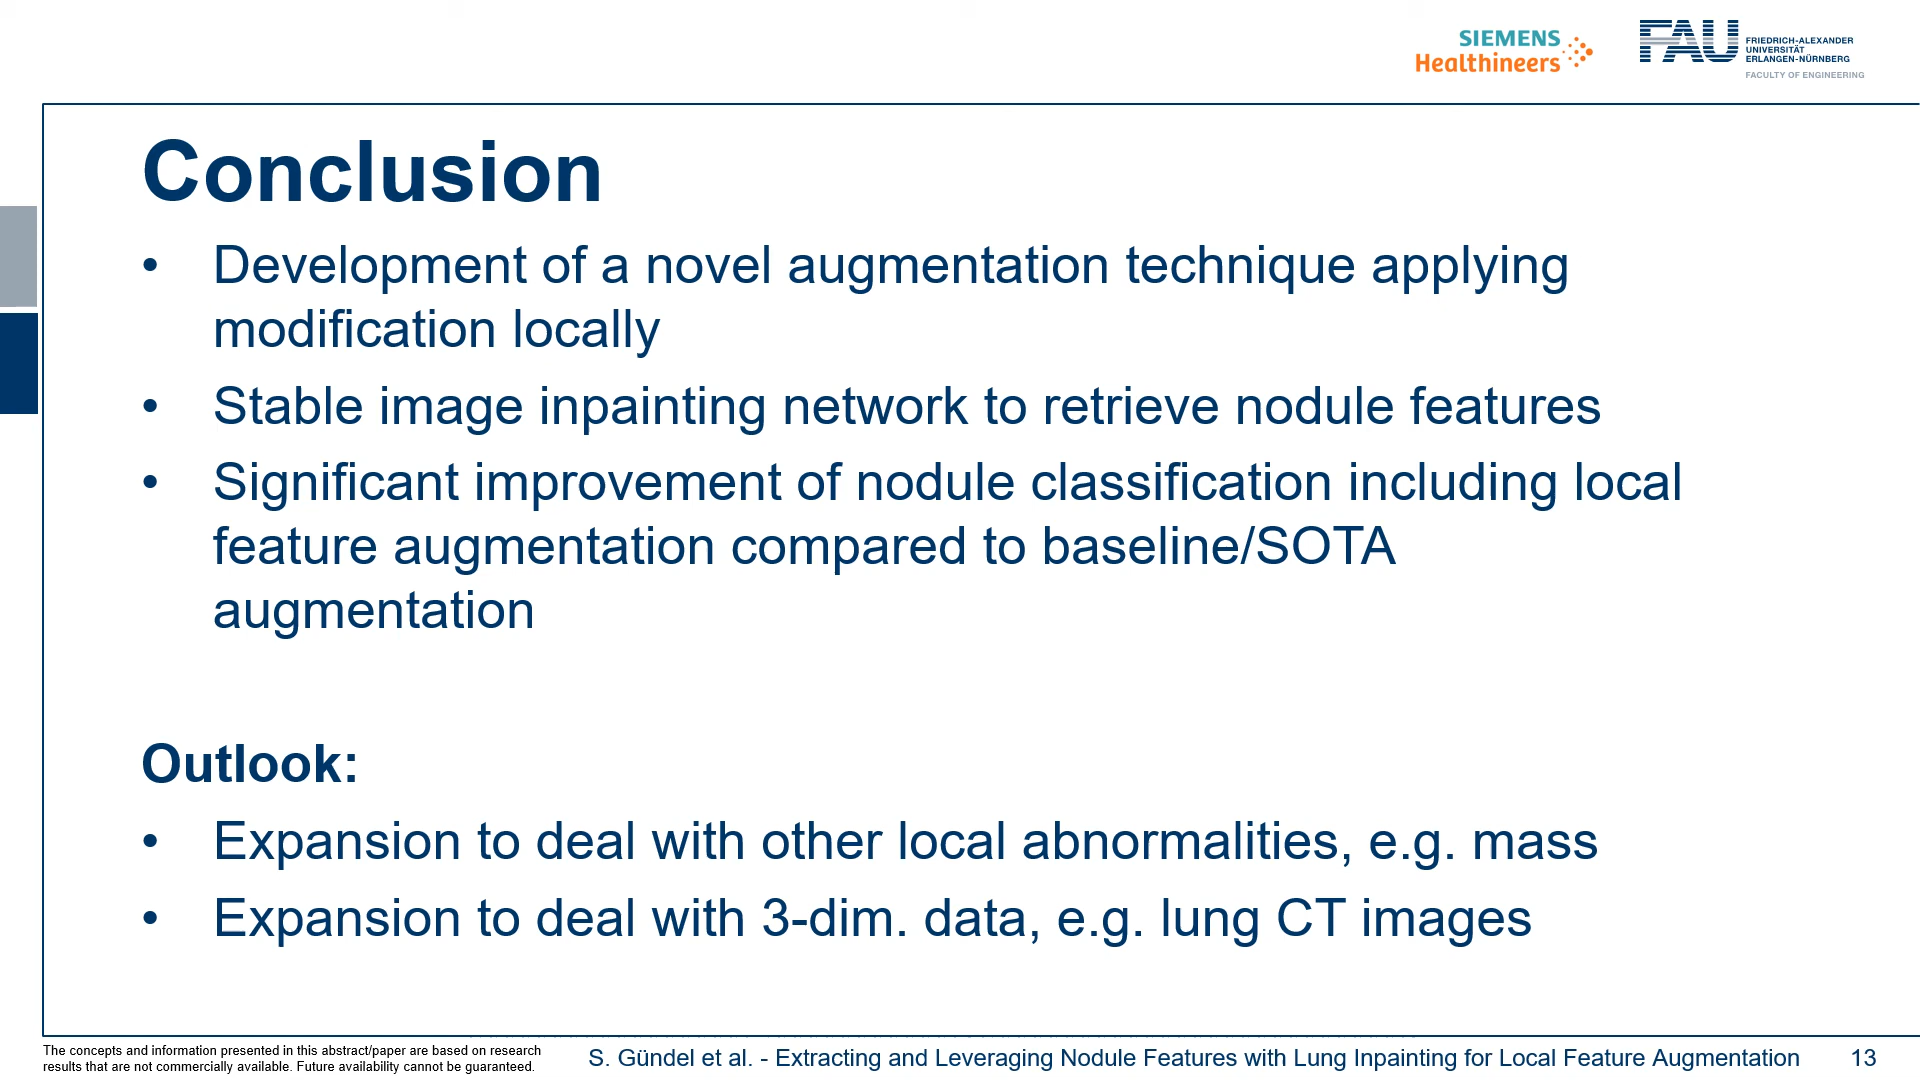 SIEMENS
Healthineers
FAU
FRIEDRICH-ALEXANDER
UNIVERSITÄT
ERLANGEN-NÜRNBERG
FACULTY OF ENGINEERING
Conclusion
• Development of a novel augmentation technique applying
modification locally
• Stable image inpainting network to retrieve nodule features
• Significant improvement of nodule classification including local
feature augmentation compared to baseline/SOTA
augmentation
Outlook:
• Expansion to deal with other local abnormalities, e.g. mass
• Expansion to deal with 3-dim. data, e.g. lung CT images
The concepts and information presented in this abstract/paper are based on research
results that are not commercially available. Future availability cannot be guaranteed.
S. Gündel et al. - Extracting and Leveraging Nodule Features with Lung Inpainting for Local Feature Augmentation
13